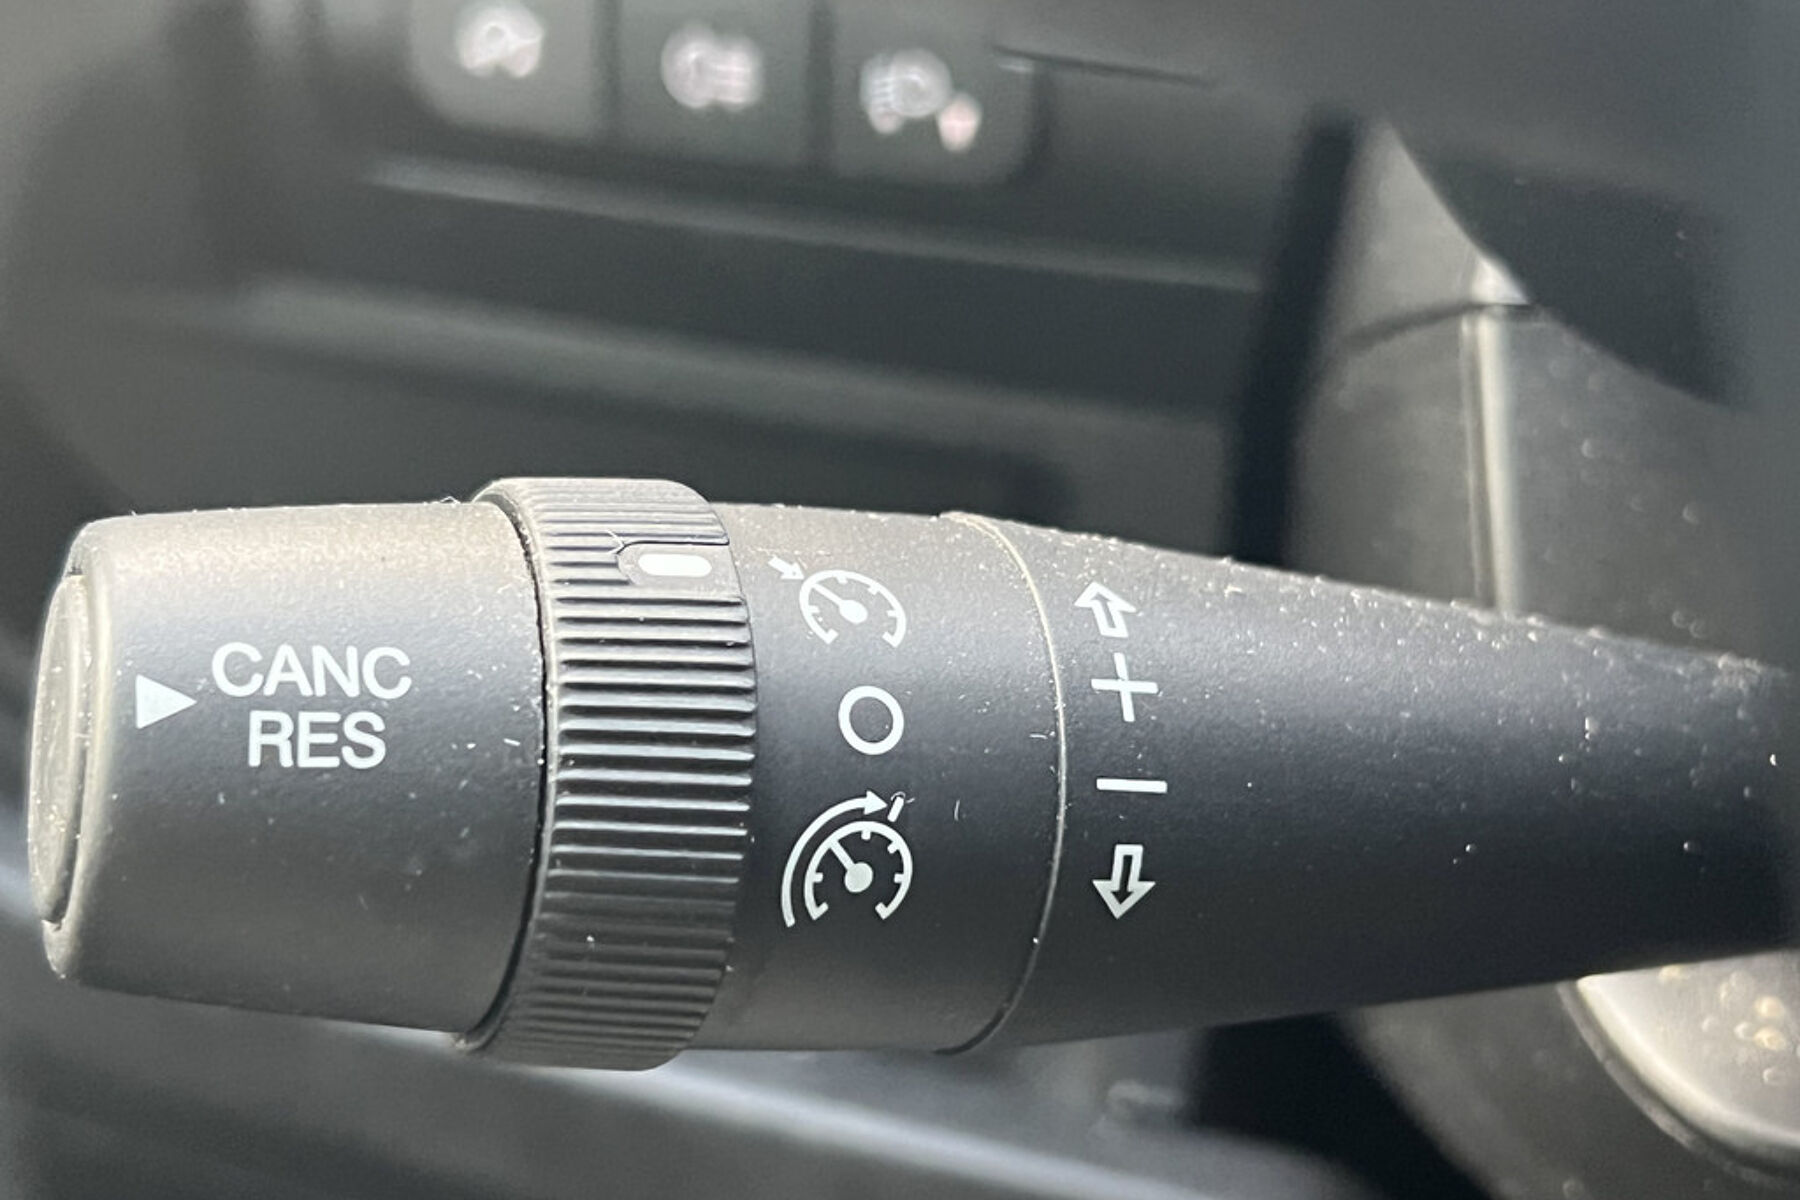 CANC
RES
+
–